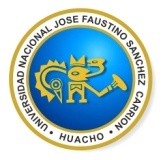 UNIVERSIDAD NACIONAL JOSE FAUSTINO SANCHEZ CARRION
• HUACHO •